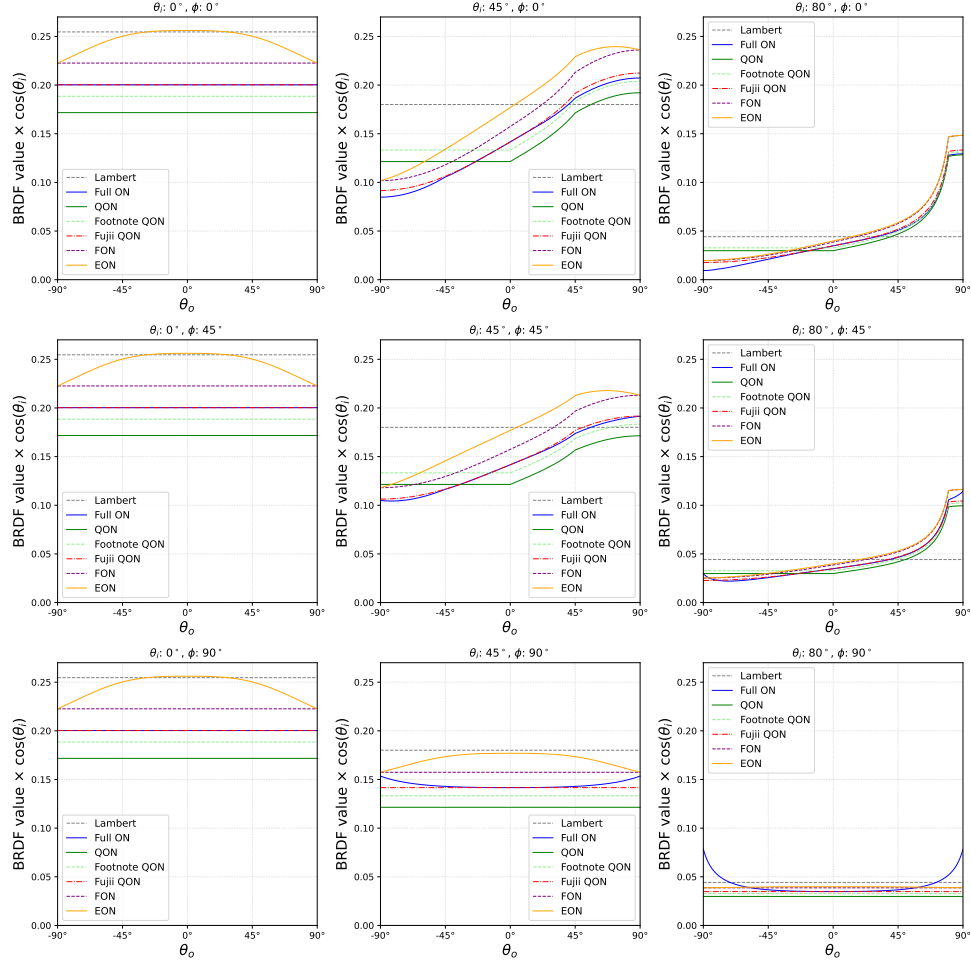 θi: 0°, ϕ: 0°
BRDF value × cos(θi)
0.25
0.20
0.15
0.10
0.05
0.00
Lambert
Full ON
QON
Footnote QON
Fujii QON
FON
EON
-90° -45° 0° 45° 90°
θo
θi: 45°, ϕ: 0°
BRDF value × cos(θi)
0.25
0.20
0.15
0.10
0.05
0.00
Lambert
Full ON
QON
Footnote QON
Fujii QON
FON
EON
-90° -45° 0° 45° 90°
θo
θi: 80°, ϕ: 0°
BRDF value × cos(θi)
0.25
0.20
0.15
0.10
0.05
0.00
Lambert
Full ON
QON
Footnote QON
Fujii QON
FON
EON
-90° -45° 0° 45° 90°
θo
θi: 0°, ϕ: 45°
BRDF value × cos(θi)
0.25
0.20
0.15
0.10
0.05
0.00
Lambert
Full ON
QON
Footnote QON
Fujii QON
FON
EON
-90° -45° 0° 45° 90°
θo
θi: 45°, ϕ: 45°
BRDF value × cos(θi)
0.25
0.20
0.15
0.10
0.05
0.00
Lambert
Full ON
QON
Footnote QON
Fujii QON
FON
EON
-90° -45° 0° 45° 90°
θo
θi: 80°, ϕ: 45°
BRDF value × cos(θi)
0.25
0.20
0.15
0.10
0.05
0.00
Lambert
Full ON
QON
Footnote QON
Fujii QON
FON
EON
-90° -45° 0° 45° 90°
θo
θi: 0°, ϕ: 90°
BRDF value × cos(θi)
0.25
0.20
0.15
0.10
0.05
0.00
Lambert
Full ON
QON
Footnote QON
Fujii QON
FON
EON
-90° -45° 0° 45° 90°
θo
θi: 45°, ϕ: 90°
BRDF value × cos(θi)
0.25
0.20
0.15
0.10
0.05
0.00
Lambert
Full ON
QON
Footnote QON
Fujii QON
FON
EON
-90° -45° 0° 45° 90°
θo
θi: 80°, ϕ: 90°
BRDF value × cos(θi)
0.25
0.20
0.15
0.10
0.05
0.00
Lambert
Full ON
QON
Footnote QON
Fujii QON
FON
EON
-90° -45° 0° 45° 90°
θo